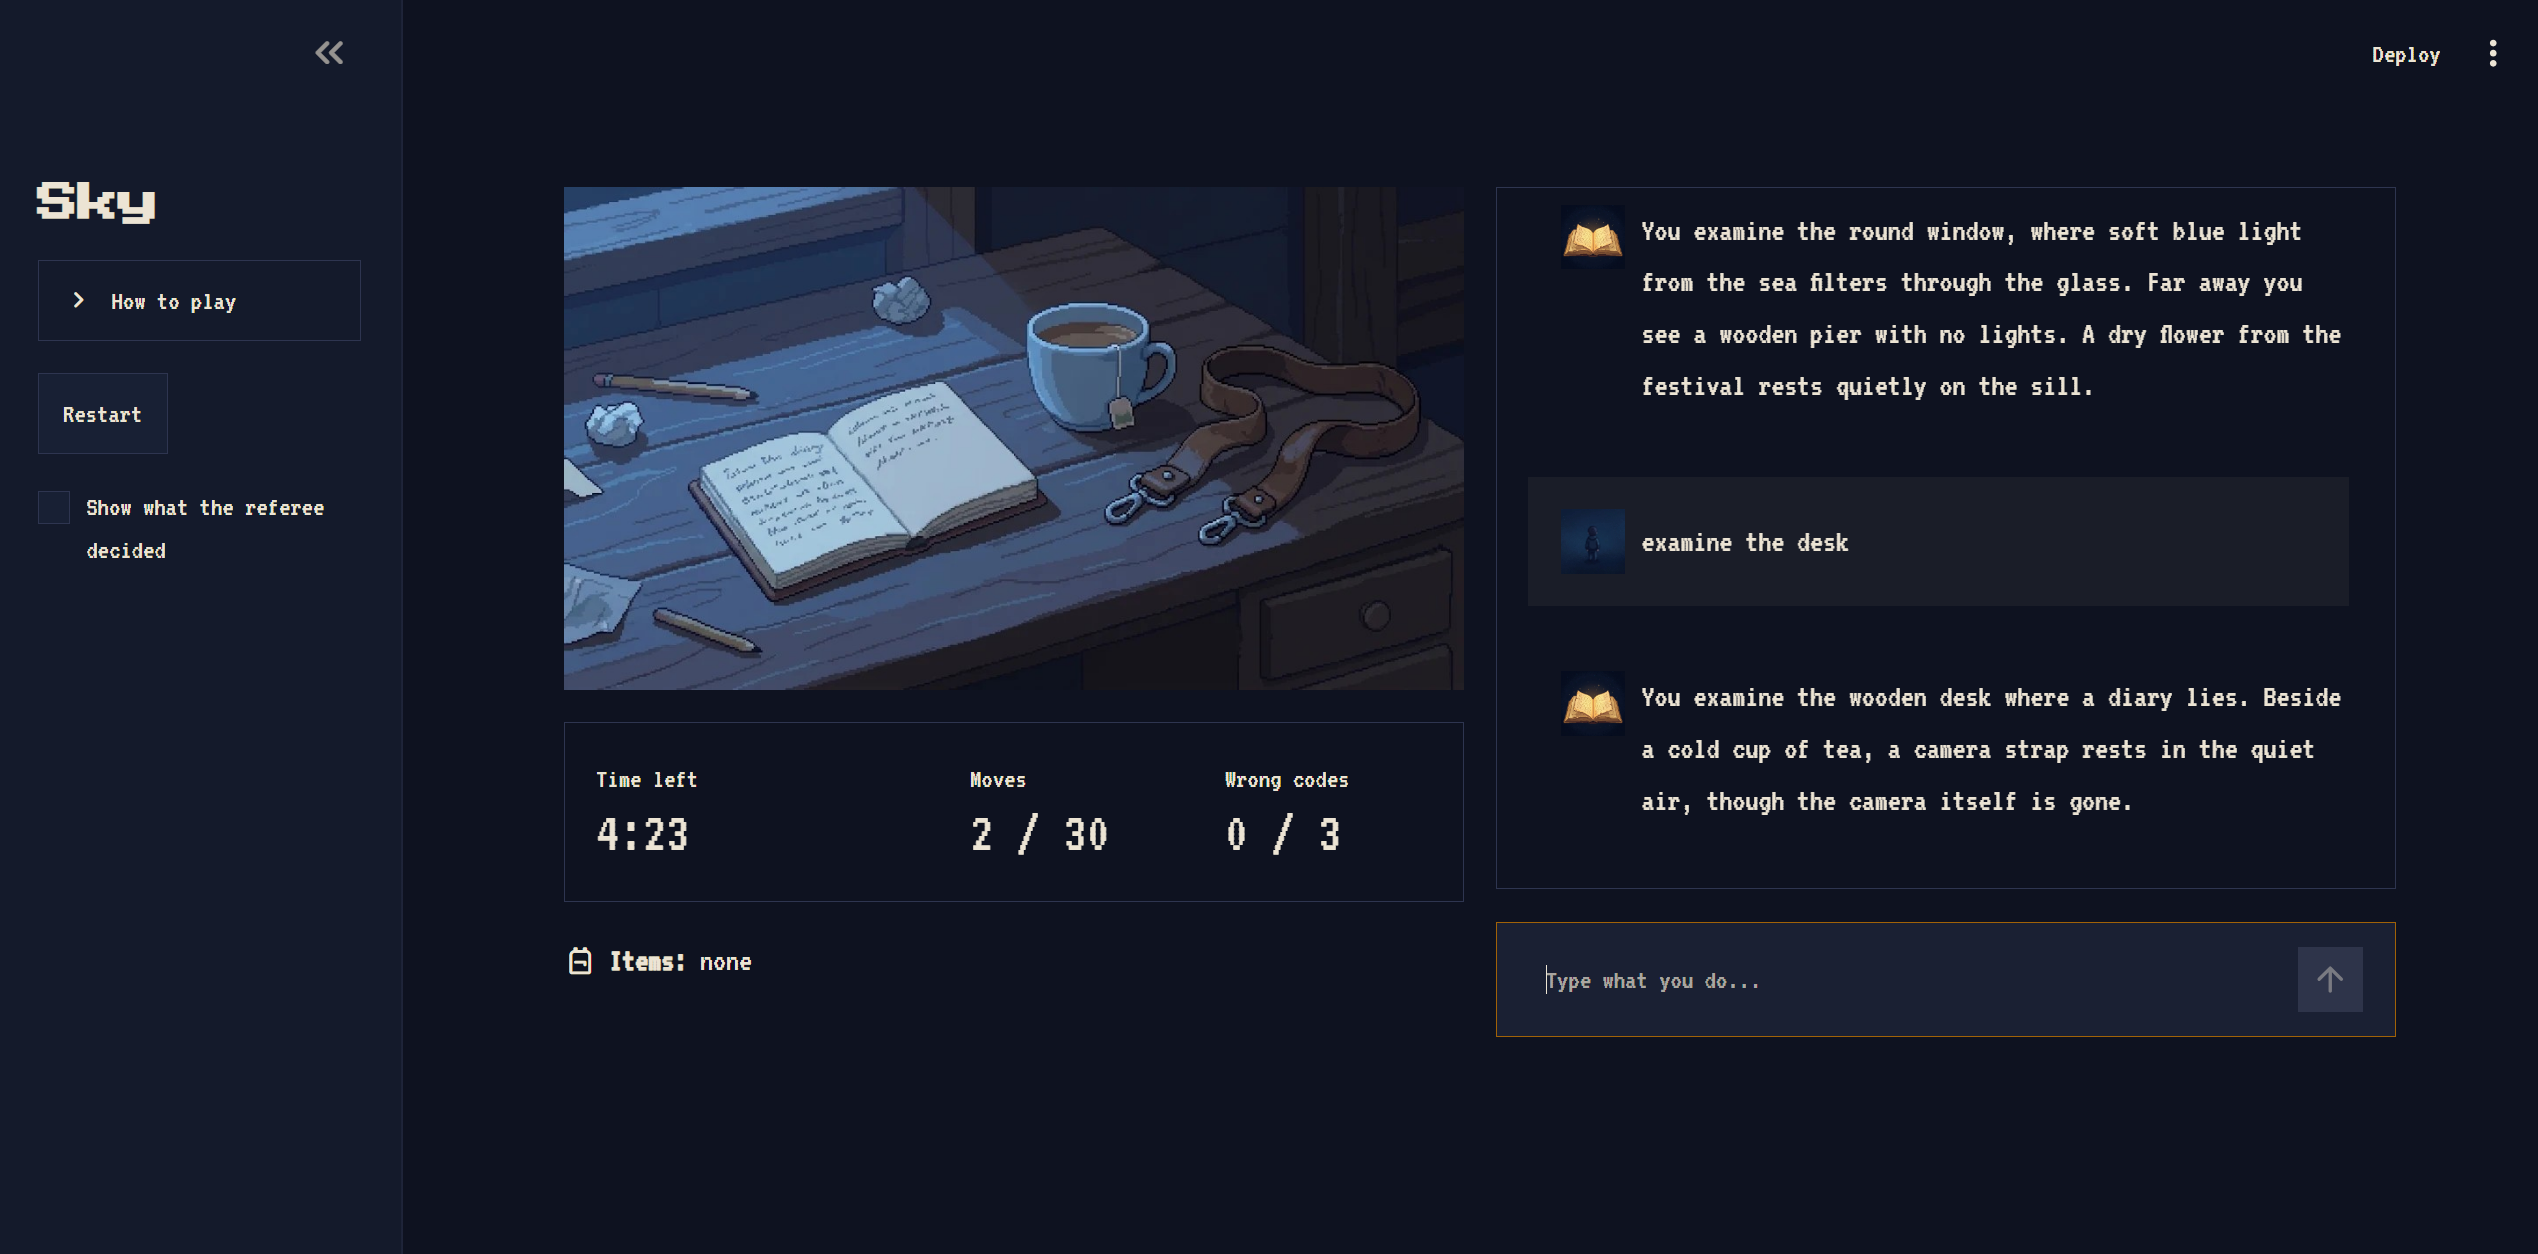 Deploy
Sky
How to play
Restart
Show what the referee
decided
Time left
4:23
Moves
2 / 30
Wrong codes
0 / 3
Items: none
You examine the round window, where soft blue light
from the sea filters through the glass. Far away you
see a wooden pier with no lights. A dry flower from the
festival rests quietly on the sill.
examine the desk
You examine the wooden desk where a diary lies. Beside
a cold cup of tea, a camera strap rests in the quiet
air, though the camera itself is gone.
Type what you do...